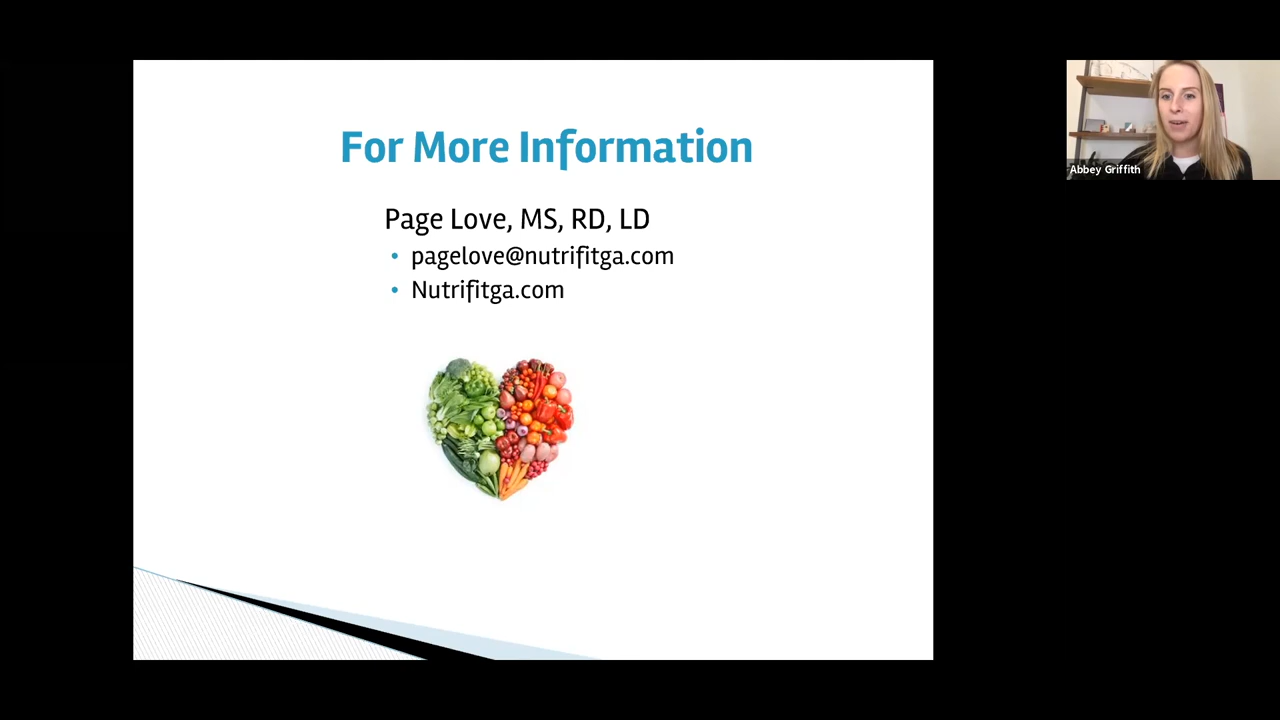 For More Information
Page Love, MS, RD, LD
• pagelove@nutrifitga.com
• Nutrifitga.com
Abbey Griffith